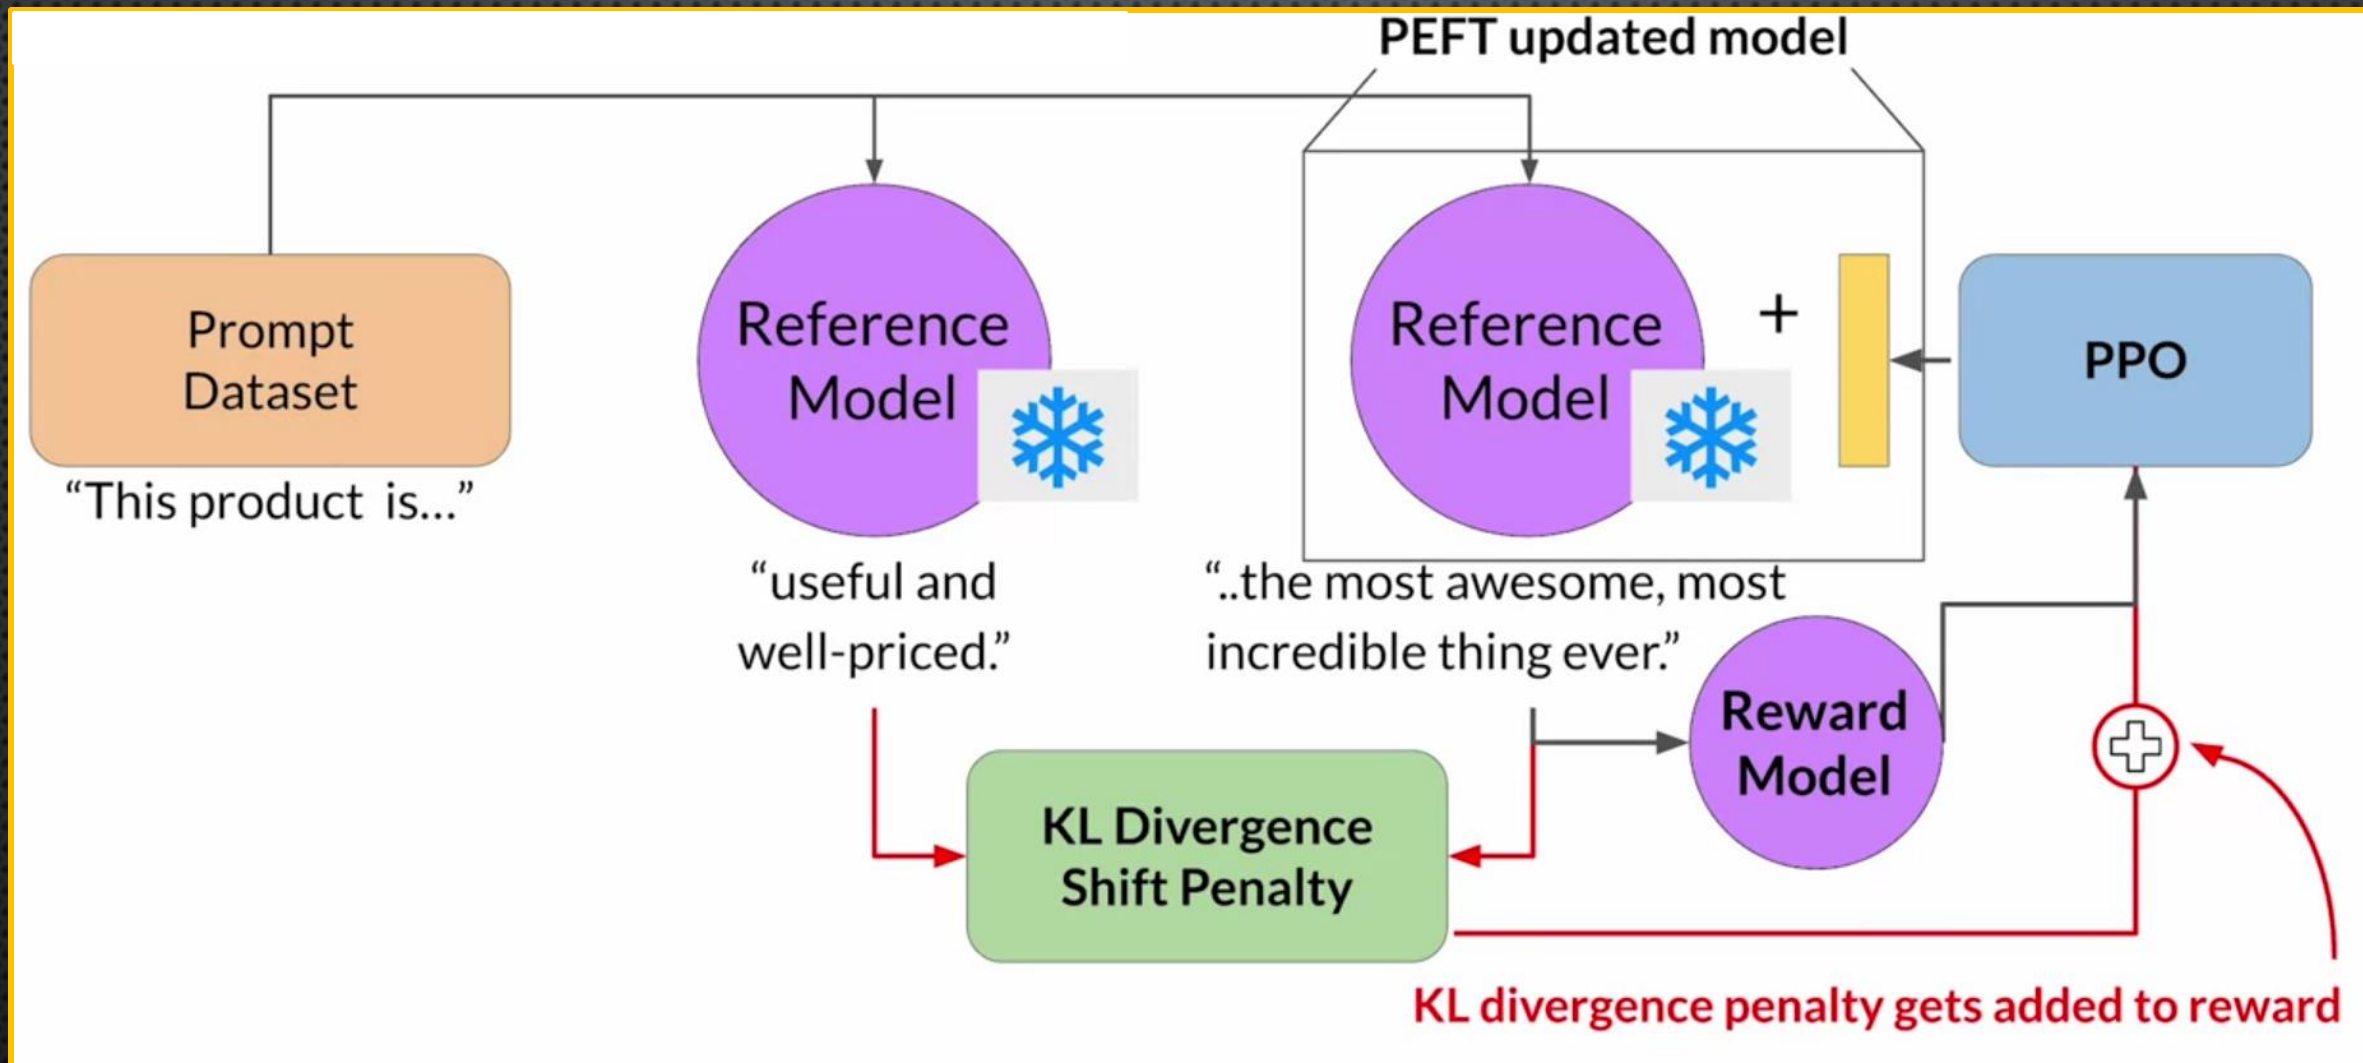 PEFT updated model
Prompt
Dataset
“This product is...”
Reference
Model
“useful and
well-priced.”
Reference
Model
+
“..the most awesome, most
incredible thing ever.”
PPO
Reward
Model
KL Divergence
Shift Penalty
KL divergence penalty gets added to reward